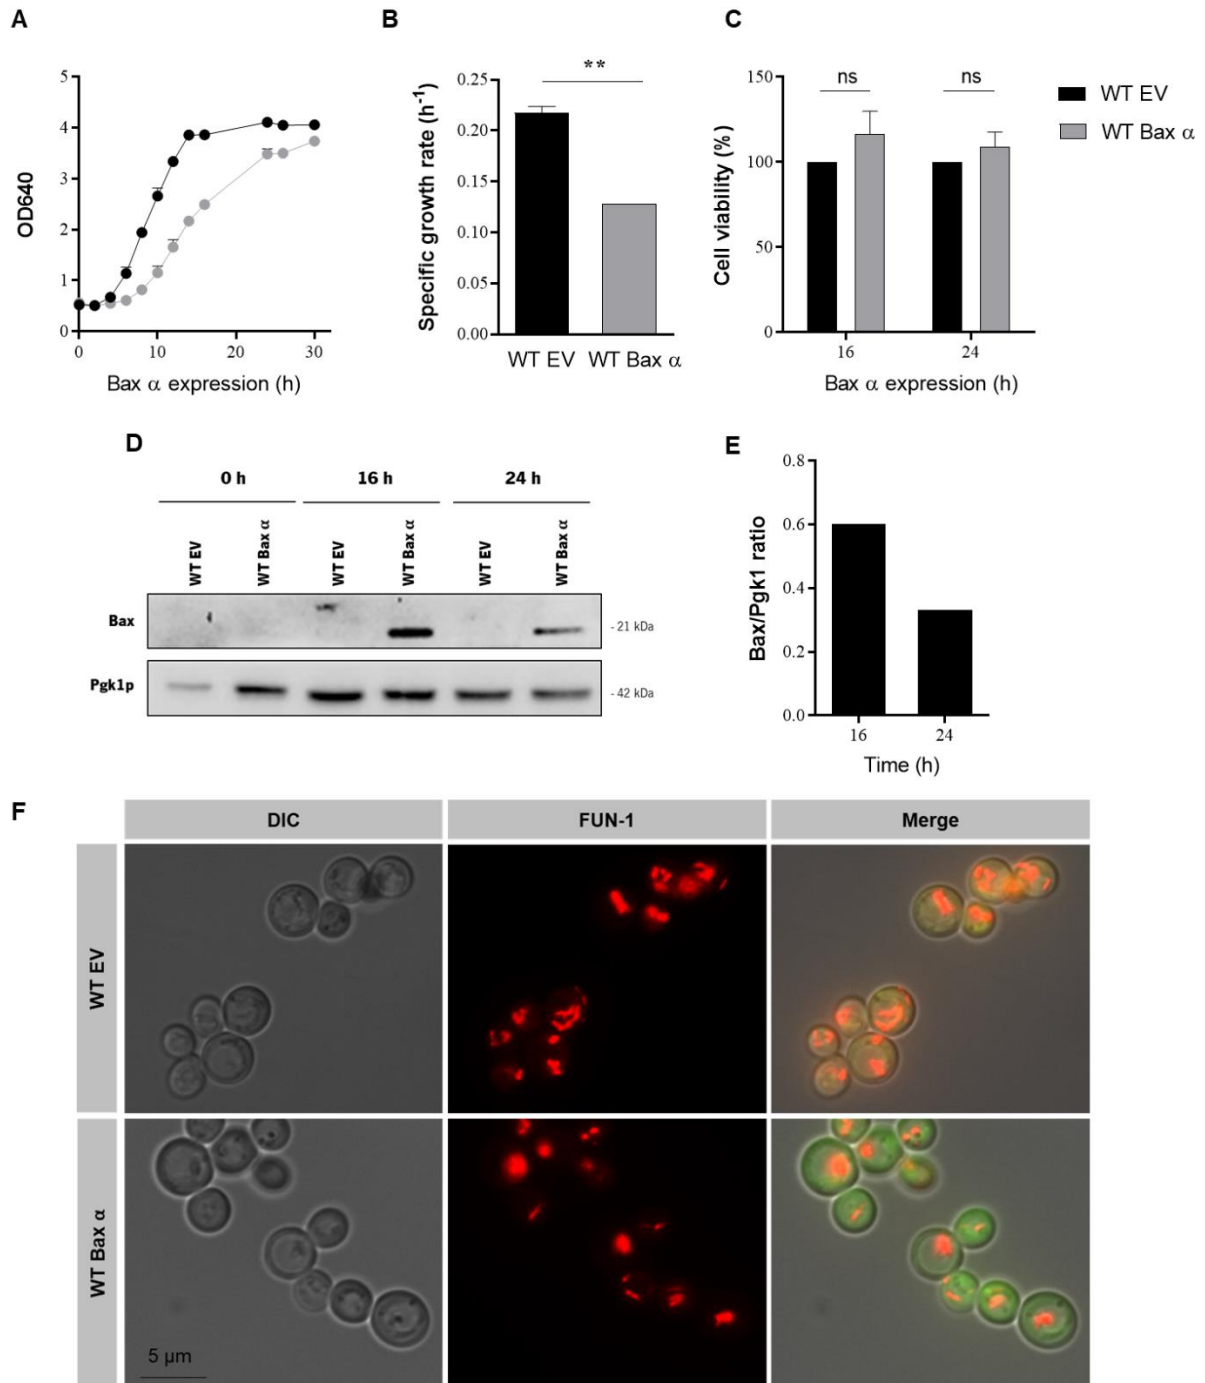 A
B
C
5
4
3
2
1
0
OD640
0
10
20
30
Bax α expression (h)
0.25
0.20
0.15
0.10
0.05
0.00
Specific growth rate (h-1)
**
WT EV
WT Bax α
150
100
50
0
Cell viability (%)
ns
ns
16
24
Bax α expression (h)
WT EV
WT Bax α
D
0 h
16 h
24 h
WT EV
WT Bax α
WT EV
WT Bax α
WT EV
WT Bax α
Bax
- 21 kDa
Pgk1p
- 42 kDa
E
0.8
0.6
0.4
0.2
0.0
Bax/Pgk1 ratio
16
24
Time (h)
F
DIC
FUN-1
Merge
WT EV
WT Bax α
5 µm